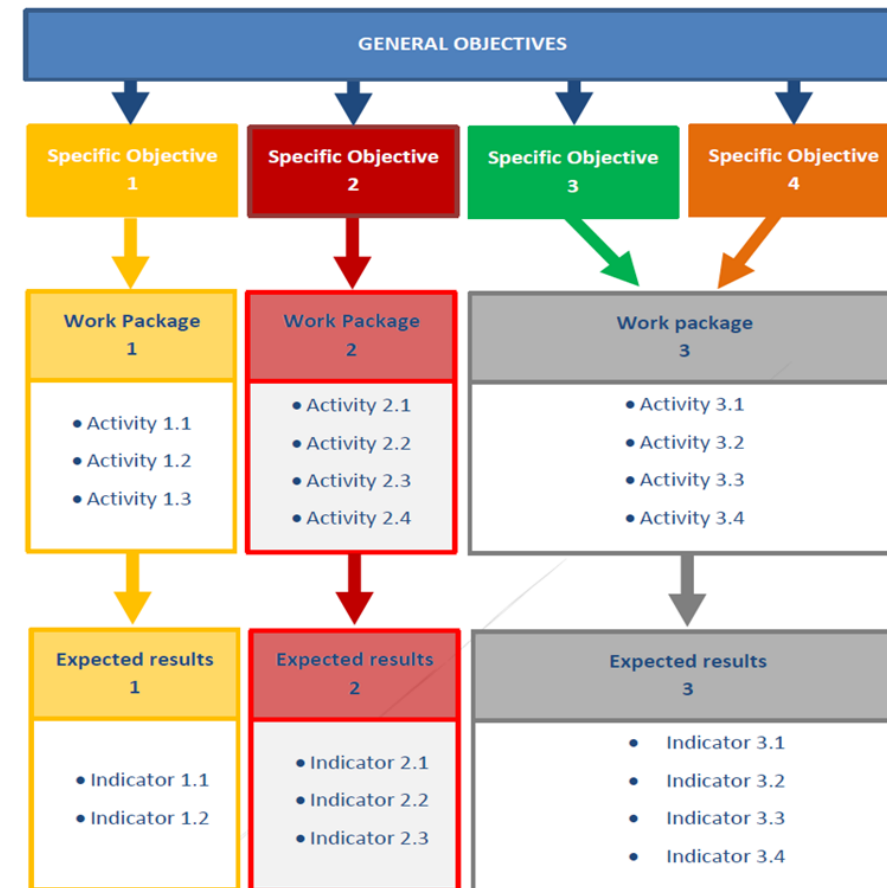 GENERAL OBJECTIVES
Specific Objective
1
Specific Objective
2
Specific Objective
3
Specific Objective
4
Work Package
1
Work Package
2
Work package
3
• Activity 1.1
• Activity 1.2
• Activity 1.3
• Activity 2.1
• Activity 2.2
• Activity 2.3
• Activity 2.4
• Activity 3.1
• Activity 3.2
• Activity 3.3
• Activity 3.4
Expected results
1
Expected results
2
Expected results
3
• Indicator 1.1
• Indicator 1.2
• Indicator 2.1
• Indicator 2.2
• Indicator 2.3
• Indicator 3.1
• Indicator 3.2
• Indicator 3.3
• Indicator 3.4